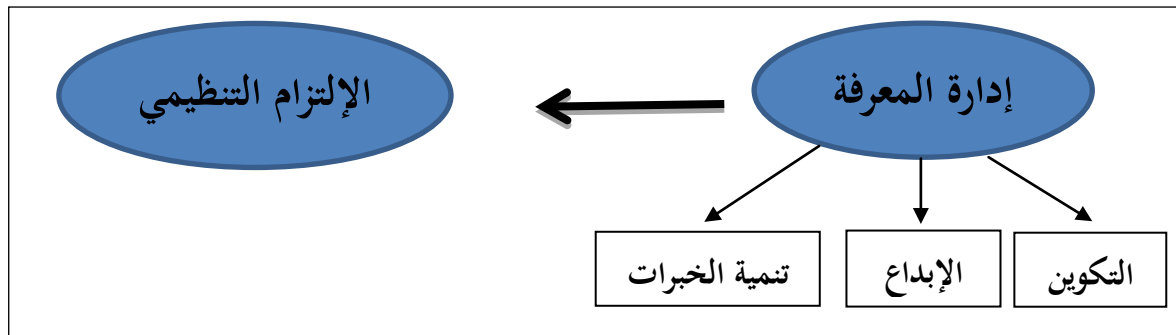 إدارة المعرفة
الإلتزام التنظيمي
التكوين
الإبداع
تنمية الخبرات